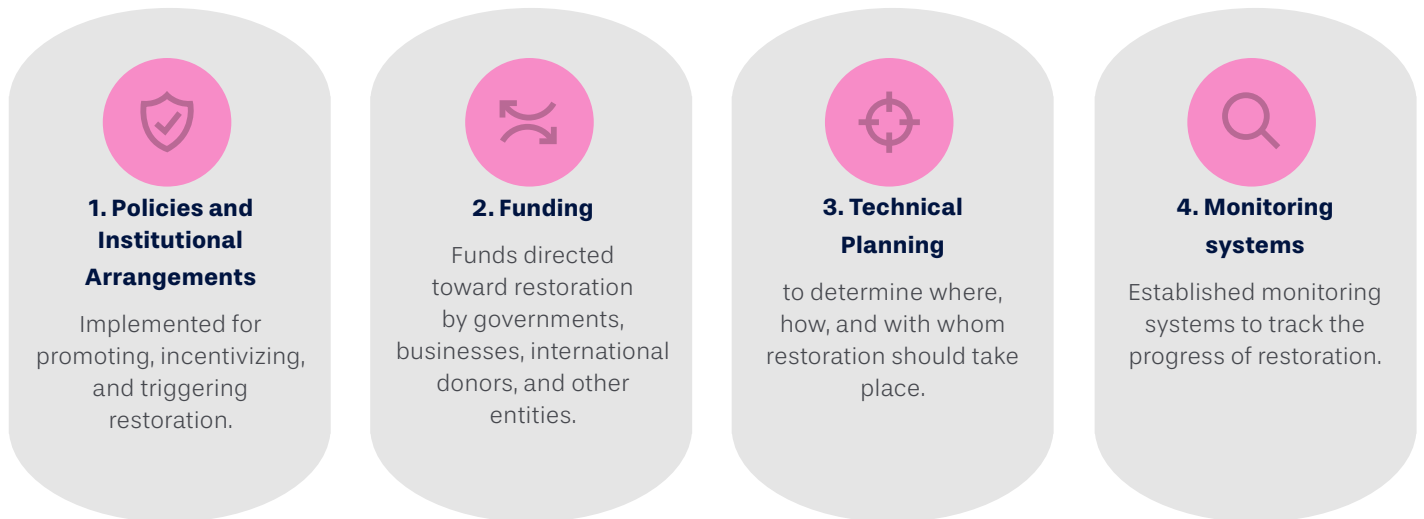 1. Policies and
Institutional
Arrangements
Implemented for
promoting, incentivizing,
and triggering
restoration.
2. Funding
Funds directed
toward restoration
by governments,
businesses, international
donors, and other
entities.
3. Technical
Planning
to determine where,
how, and with whom
restoration should take
place.
4. Monitoring
systems
Established monitoring
systems to track the
progress of restoration.